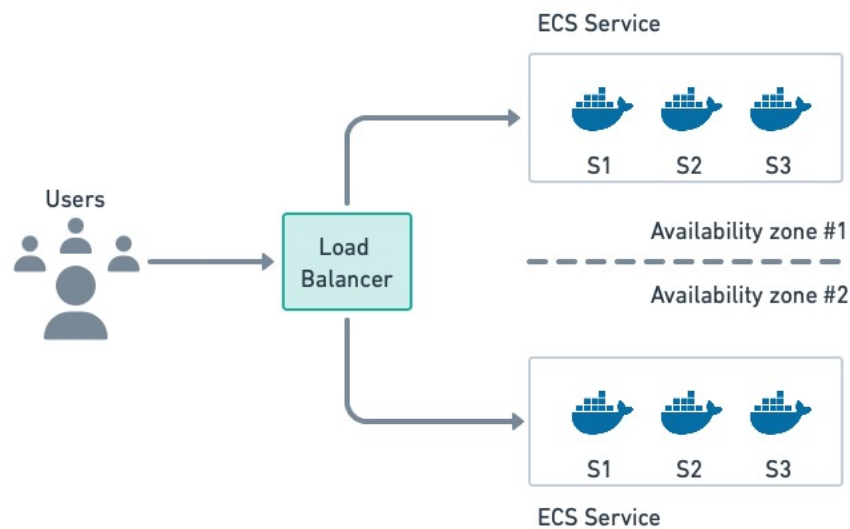 ECS Service
S1 S2 S3
Users
Availability zone #1
Load
Balancer
Availability zone #2
S1 S2 S3
ECS Service